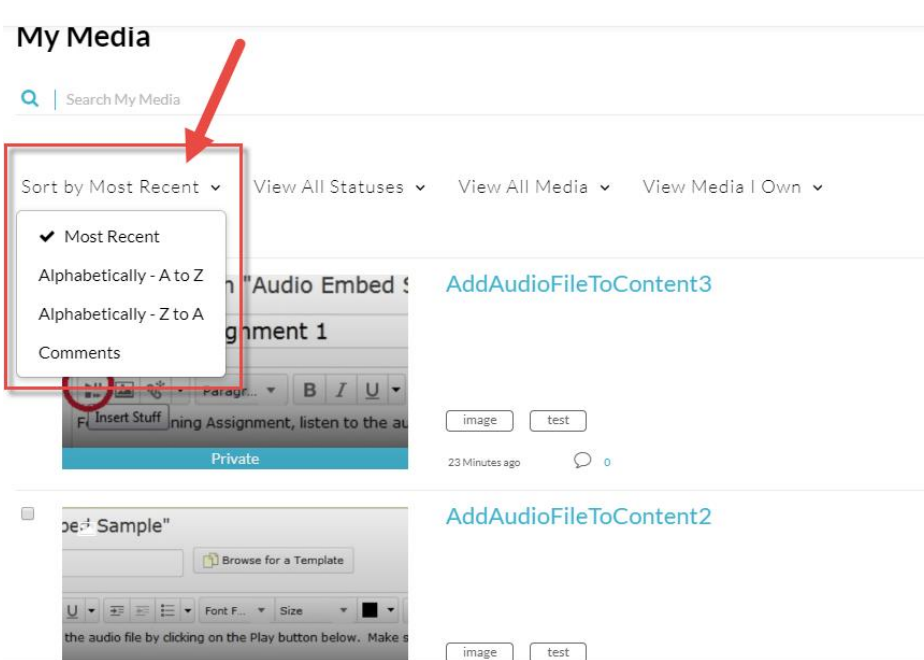 My Media
Search My Media
Sort by Most Recent View All Statuses View All Media View Media I Own
Most Recent
Alphabetically - A to Z
Alphabetically - Z to A
Comments
"Audio Embed
AddAudioFileToContent3
Assignment 1
Paragr... B I U
Insert Stuff
ning Assignment, listen to the au
Private
image test
23 Minutes ago 0
Sample"
AddAudioFileToContent2
Browse for a Template
U Font F... Size
the audio file by clicking on the Play button below. Make s
image test